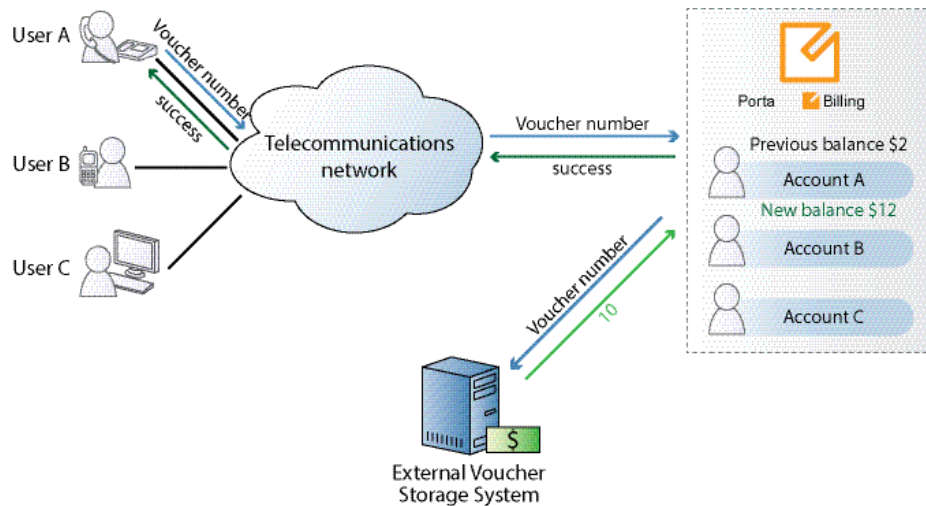 User A
Voucher number
success
User B
User C
Telecommunications
network
Voucher number
success
Porta Billing
Previous balance $2
Account A
New balance $12
Account B
Account C
Voucher number
10
$
External Voucher
Storage System